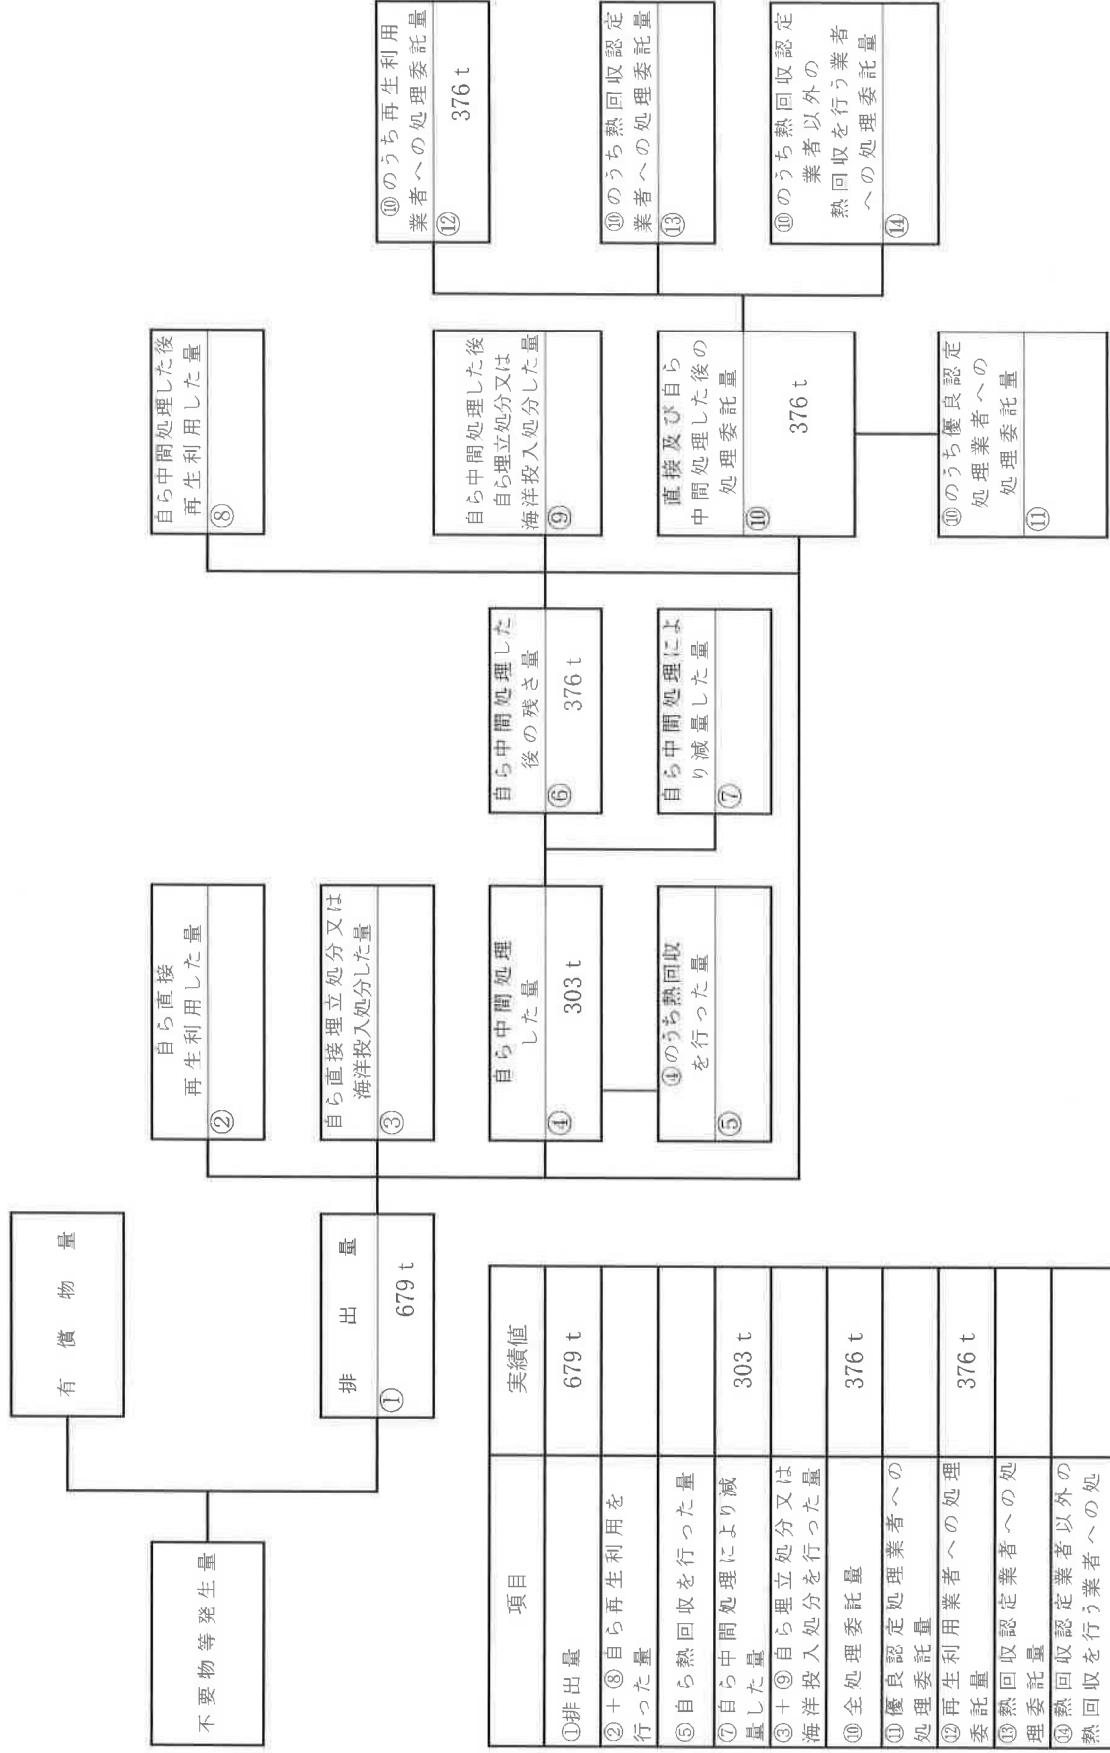 不要物等発生量
有償物量
排出量
①
679 t
自ら直接
再生利用した量
②
自ら直接埋立処分又は
海洋投入処分した量
③
自ら中間処理
した量
④
303 t
④のうち熱回収
を行った量
⑤
自ら中間処理した
後の残さ量
⑥
376 t
自ら中間処理によ
り減量した量
⑦
自ら中間処理した後
再生利用した量
⑧
自ら中間処理した後
自ら埋立処分又は
海洋投入処分した量
⑨
直接及び自ら
中間処理した後の
処理委託量
⑩
376 t
⑩のうち優良認定
処理業者への
処理委託量
⑪
⑩のうち再生利用
業者への処理委託量
⑫
376 t
⑩のうち熱回収認定
業者への処理委託量
⑬
⑩のうち熱回収認定
業者以外の
熱回収を行う業者
への処理委託量
⑭
項目
実績値
①排出量
679 t
②+⑧自ら再生利用を
行った量
⑤自ら熱回収を行った量
⑦自ら中間処理により減
量した量
303 t
③+⑨自ら埋立処分又は
海洋投入処分を行った量
⑩全処理委託量
376 t
⑪優良認定処理業者への
処理委託量
⑫再生利用業者への処理
委託量
376 t
⑬熱回収認定業者への処
理委託量
⑭熱回収認定業者以外の
熱回収を行う業者への処